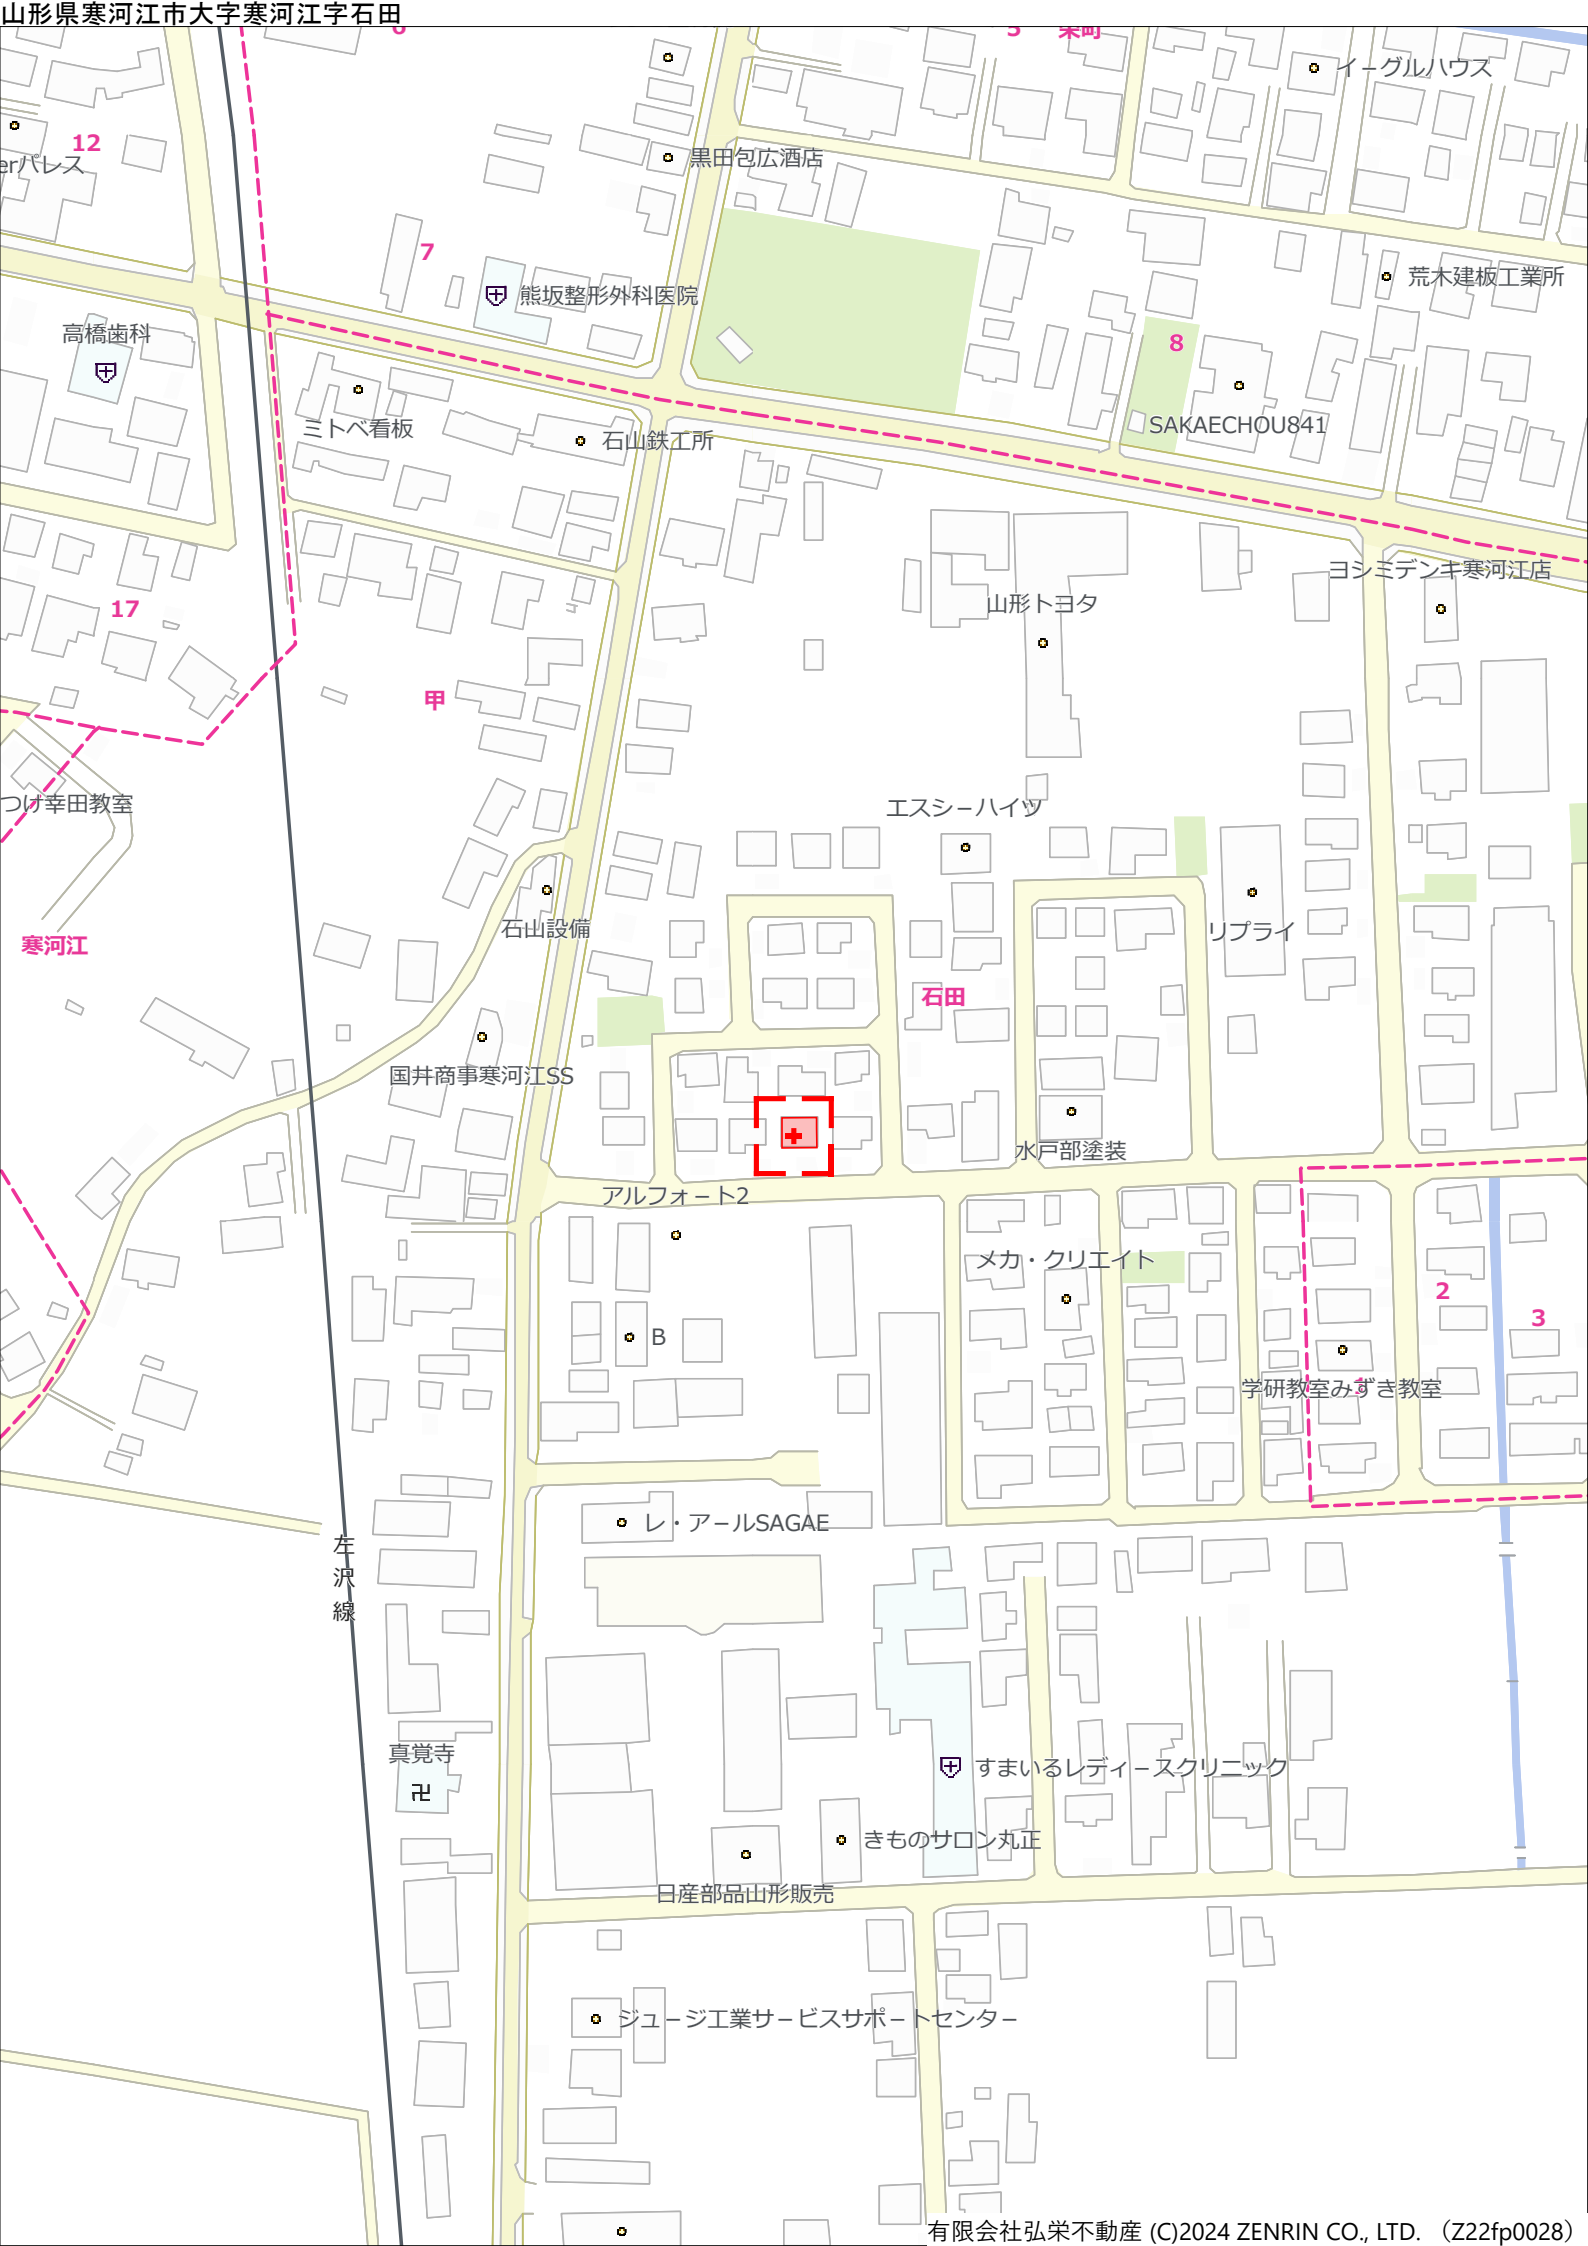 山形県寒河江市大字寒河江字石田
6
5
栄町
イーグルハウス
12
erパレス
黒田包広酒店
7
熊坂整形外科医院
荒木建板工業所
高橋歯科
8
ミトベ看板
石山鉄工所
SAKAECHOU841
ヨシミデンキ寒河江店
山形トヨタ
17
甲
つけ幸田教室
エスシーハイツ
石山設備
リプライ
寒河江
石田
国井商事寒河江SS
水戸部塗装
アルフォート2
メカ・クリエイト
2
3
B
学研教室みずき教室
レ・アールSAGAE
左沢線
真覚寺
卍
すまいるレディースクリニック
きものサロン丸正
日産部品山形販売
ジュージ工業サービスサポートセンター
有限会社弘栄不動産 (C)2024 ZENRIN CO., LTD. （Z22fp0028）